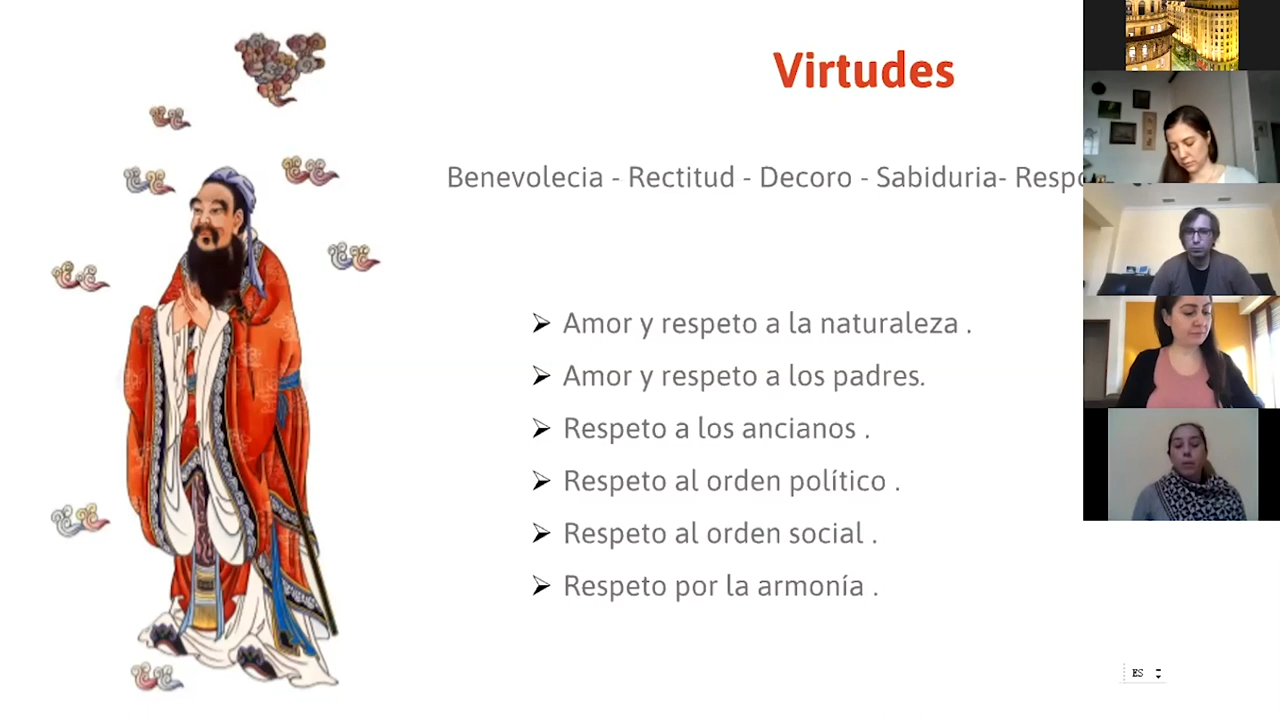 Virtudes
Benevolecia - Rectitud - Decoro - Sabiduria-
➢ Amor y respeto a la naturaleza .
➢ Amor y respeto a los padres.
➢ Respeto a los ancianos .
➢ Respeto al orden político .
➢ Respeto al orden social .
➢ Respeto por la armonía .
ES